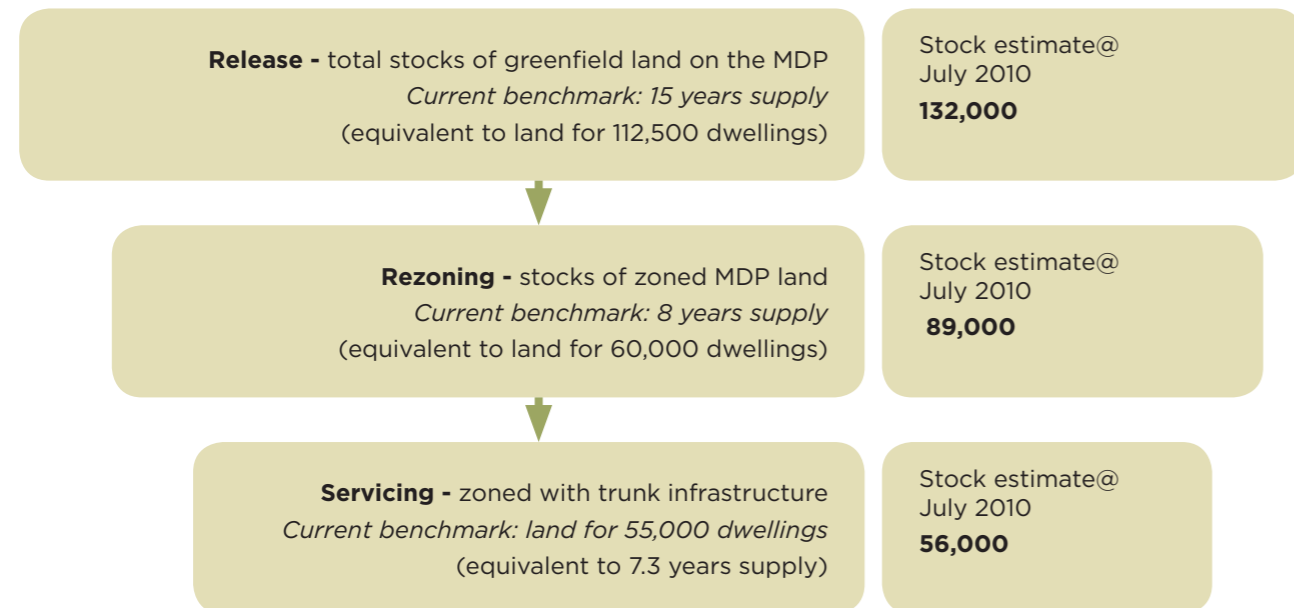 Release - total stocks of greenfield land on the MDP
Current benchmark: 15 years supply
(equivalent to land for 112,500 dwellings)
Stock estimate@
July 2010
132,000
Rezoning - stocks of zoned MDP land
Current benchmark: 8 years supply
(equivalent to land for 60,000 dwellings)
Stock estimate@
July 2010
89,000
Servicing - zoned with trunk infrastructure
Current benchmark: land for 55,000 dwellings
(equivalent to 7.3 years supply)
Stock estimate@
July 2010
56,000